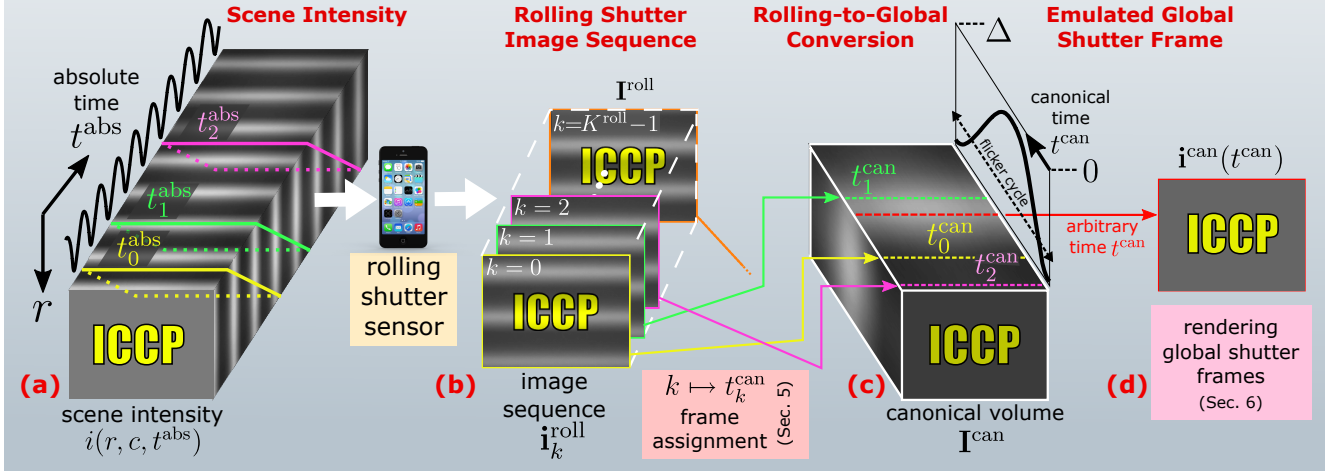 Scene Intensity
Rolling Shutter
Image Sequence
Rolling-to-Global
Conversion
Emulated Global
Shutter Frame
absolute
time
t^abs
r
t_2^abs
t_1^abs
t_0^abs
ICCP
(a)
scene intensity
i(r, c, t^abs)
rolling
shutter
sensor
I^roll
k=K^roll−1
ICCP
k = 2
k = 1
k = 0
ICCP
(b)
image
sequence
i_k^roll
k ↦ t_k^can
frame
assignment
(Sec. 5)
Δ
canonical
time
t^can
0
flicker cycle
t_1^can
t_0^can
t_2^can
ICCP
(c)
canonical volume
I^can
arbitrary
time t^can
i^can(t^can)
ICCP
(d)
rendering
global shutter
frames
(Sec. 6)